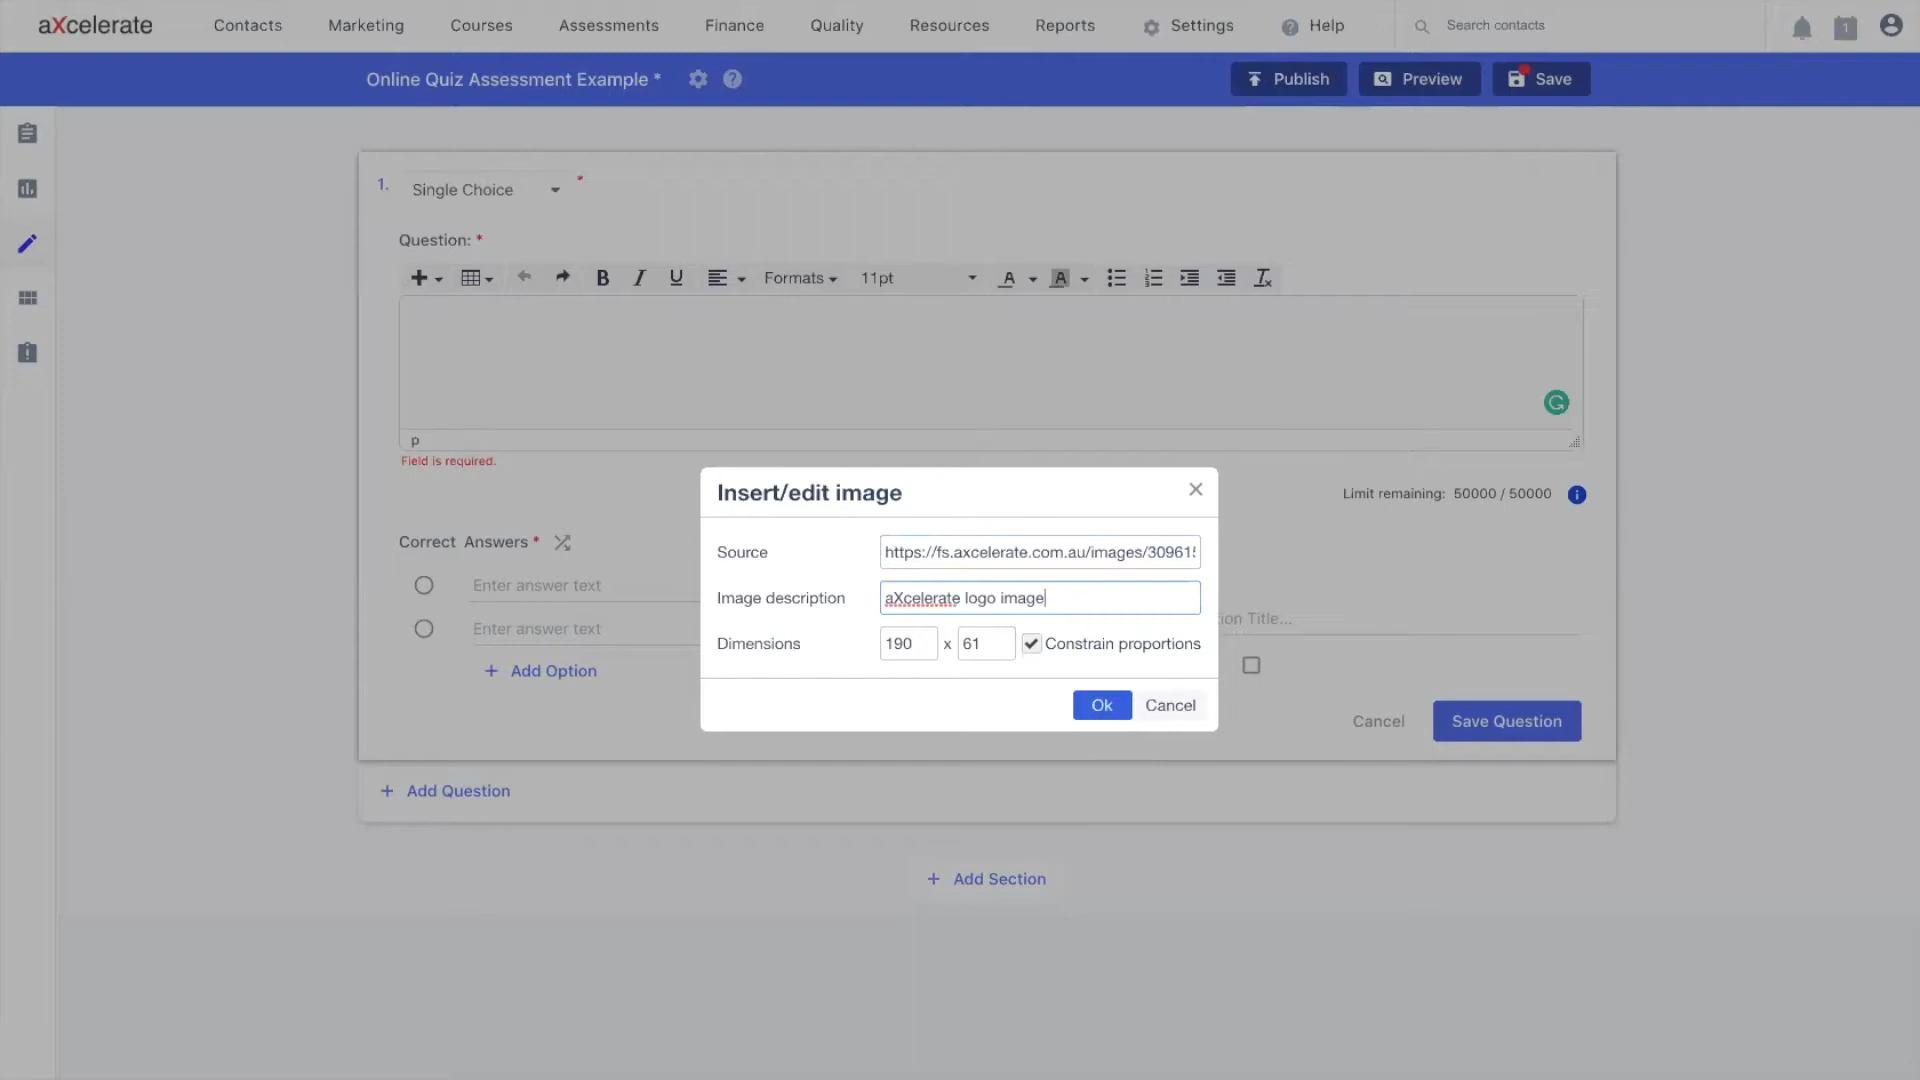 aXcelerate Contacts Marketing Courses Assessments Finance Quality Resources Reports Settings Help Search contacts 1
Online Quiz Assessment Example * Publish Preview Save
1. Single Choice *
Question: *
B I U Formats 11pt A A
p
Field is required.
Limit remaining: 50000 / 50000
Insert/edit image
Source https://fs.axcelerate.com.au/images/30961
Image description aXcelerate logo image
Dimensions 190 x 61 Constrain proportions
Ok Cancel
Correct Answers *
Enter answer text
Enter answer text
Title...
+ Add Option
Cancel Save Question
+ Add Question
+ Add Section